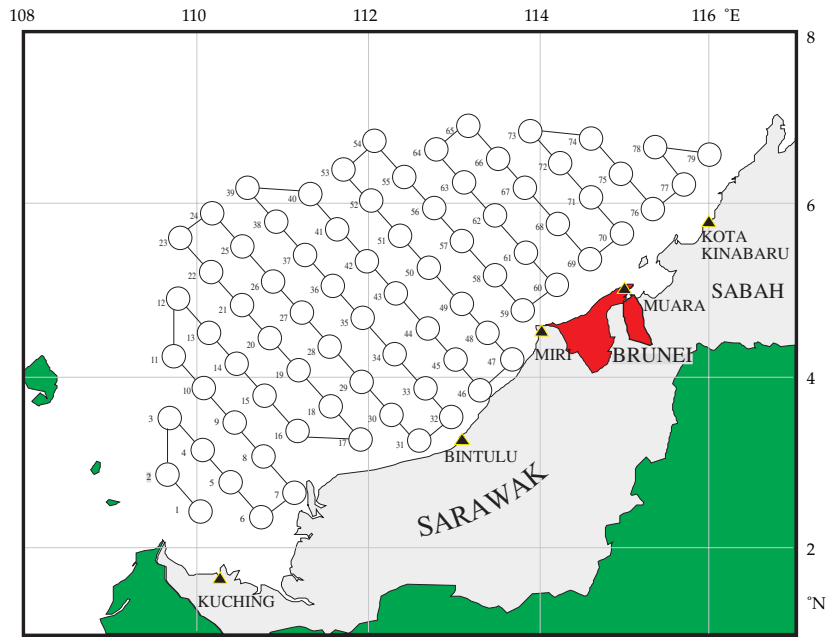 108 110 112 114 116 °E
8
65
54 73 74
64 78 79
53
55 66 72
75 77
39 63 67
40 52 71 76
24 56 62
38 68
41 51 70
23 57 61
25 37 69
22 42 50 58
26 36 60
12 43 49
21 27 59
35 44 48
13 20
28 45 47
11 34
14 19
10 29 33 46
15 18 32
3 9 30
16 17 31
4 8
2 5 7
1 6
6
KOTA
KINABARU
SABAH
MUARA
MIRI
BRUNEI
4
BINTULU
SARAWAK
2
KUCHING
°N